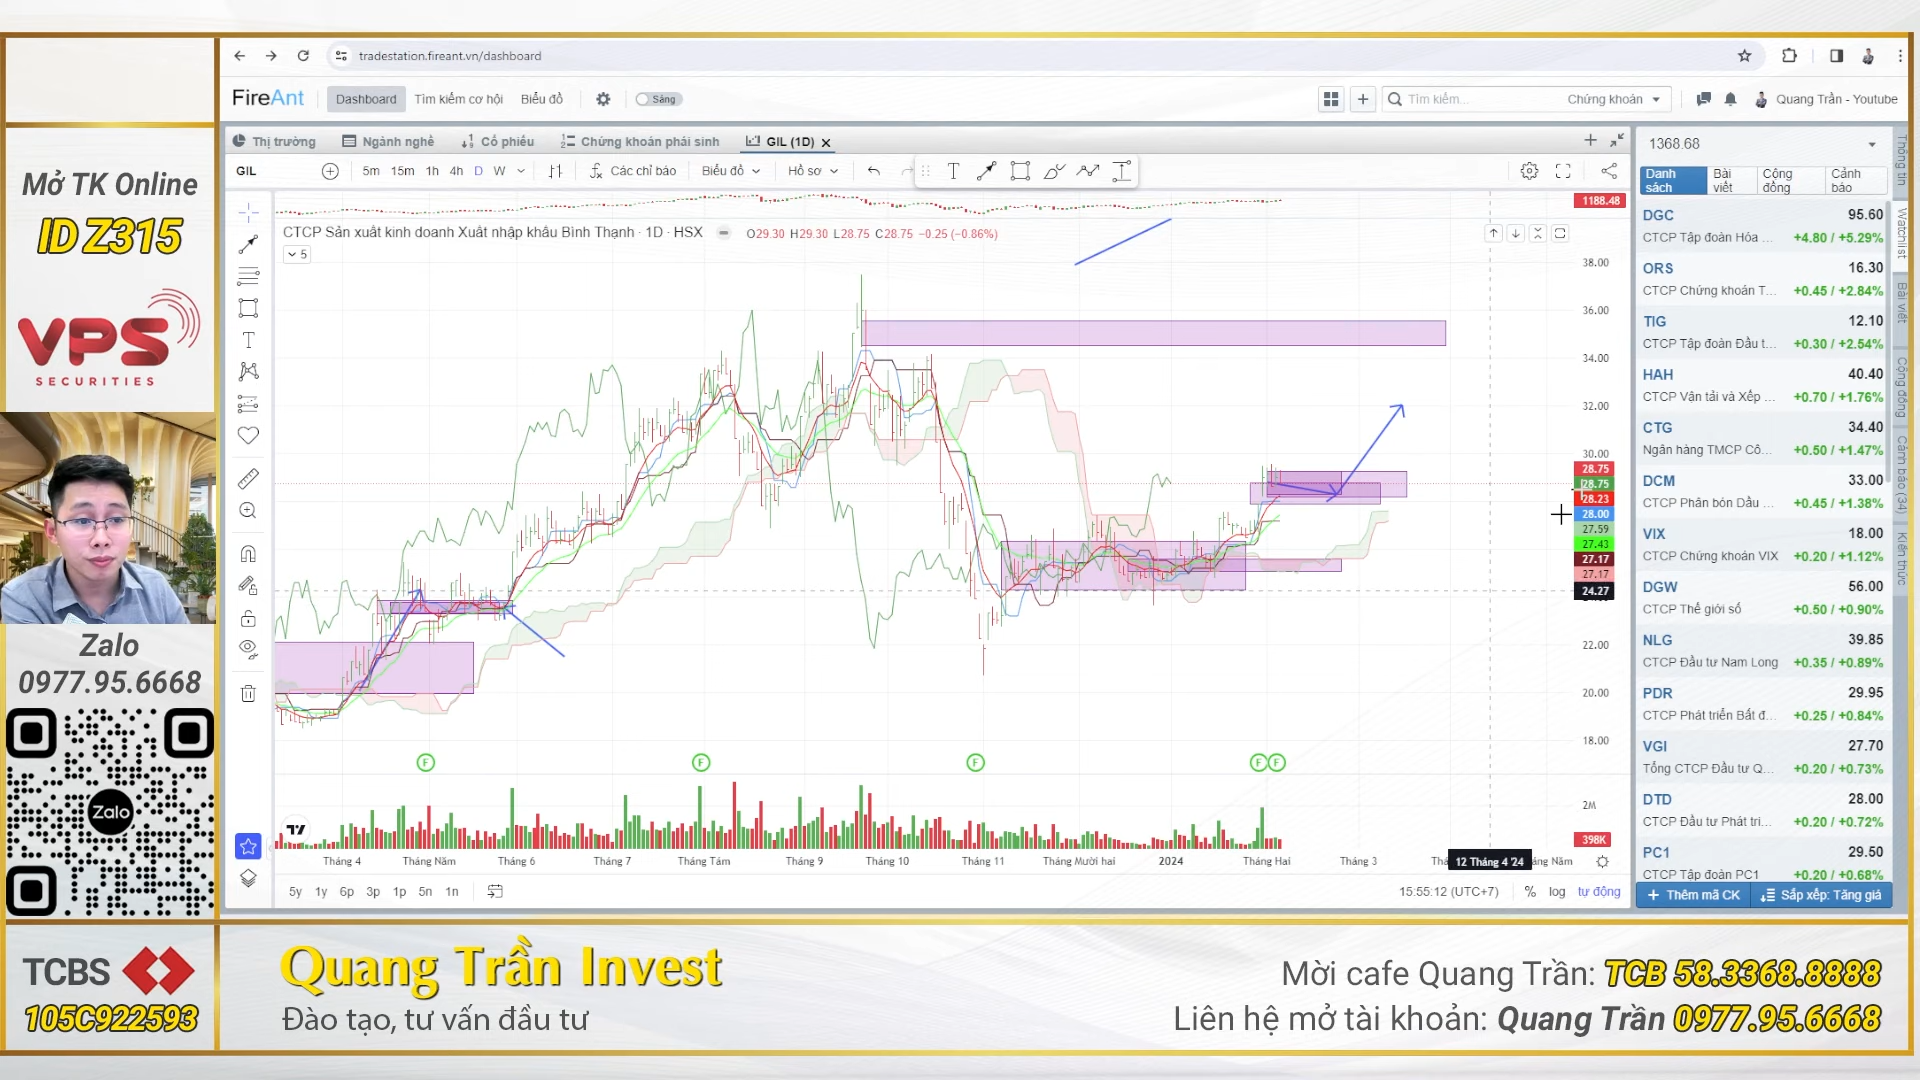 Mở TK Online
ID Z315
VPS
SECURITIES
Zalo
0977.95.6668
Zalo
TCBS
105C922593
tradestation.fireant.vn/dashboard
FireAnt
Dashboard
Tìm kiếm cơ hội
Biểu đồ
Sáng
Tìm kiếm...
Chứng khoán
Quang Trần - Youtube
Thị trường
Ngành nghề
Cổ phiếu
Chứng khoán phái sinh
GIL (1D)
GIL
5m
15m
1h
4h
D
W
Các chỉ báo
Biểu đồ
Hồ sơ
CTCP Sản xuất kinh doanh Xuất nhập khẩu Bình Thạnh · 1D · HSX
O29.30 H29.30 L28.75 C28.75 −0.25 (−0.86%)
5
1188.48
38.00
36.00
34.00
32.00
30.00
28.75
28.75
28.23
28.00
27.59
27.43
27.17
27.17
24.27
22.00
20.00
18.00
2M
398K
F
F
F
F
F
Tháng 4
Tháng Năm
Tháng 6
Tháng 7
Tháng Tám
Tháng 9
Tháng 10
Tháng 11
Tháng Mười hai
2024
Tháng Hai
Tháng 3
12 Tháng 4 '24
5y
1y
6p
3p
1p
5n
1n
15:55:12 (UTC+7)
%
log
tự động
1368.68
Danh sách
Bài viết
Cộng đồng
Cảnh báo
DGC 95.60
CTCP Tập đoàn Hóa ... +4.80 / +5.29%
ORS 16.30
CTCP Chứng khoán T... +0.45 / +2.84%
TIG 12.10
CTCP Tập đoàn Đầu t... +0.30 / +2.54%
HAH 40.40
CTCP Vận tải và Xếp ... +0.70 / +1.76%
CTG 34.40
Ngân hàng TMCP Cô... +0.50 / +1.47%
DCM 33.00
CTCP Phân bón Dầu ... +0.45 / +1.38%
VIX 18.00
CTCP Chứng khoán VIX +0.20 / +1.12%
DGW 56.00
CTCP Thế giới số +0.50 / +0.90%
NLG 39.85
CTCP Đầu tư Nam Long +0.35 / +0.89%
PDR 29.95
CTCP Phát triển Bất đ... +0.25 / +0.84%
VGI 27.70
Tổng CTCP Đầu tư Q... +0.20 / +0.73%
DTD 28.00
CTCP Đầu tư Phát tri... +0.20 / +0.72%
PC1 29.50
CTCP Tập đoàn PC1 +0.20 / +0.68%
Thêm mã CK
Sắp xếp: Tăng giá
Thông tin
Watchlist
Bài viết
Cộng đồng
Cảnh báo (34)
Kiến thức
Quang Trần Invest
Đào tạo, tư vấn đầu tư
Mời cafe Quang Trần: TCB 58.3368.8888
Liên hệ mở tài khoản: Quang Trần 0977.95.6668